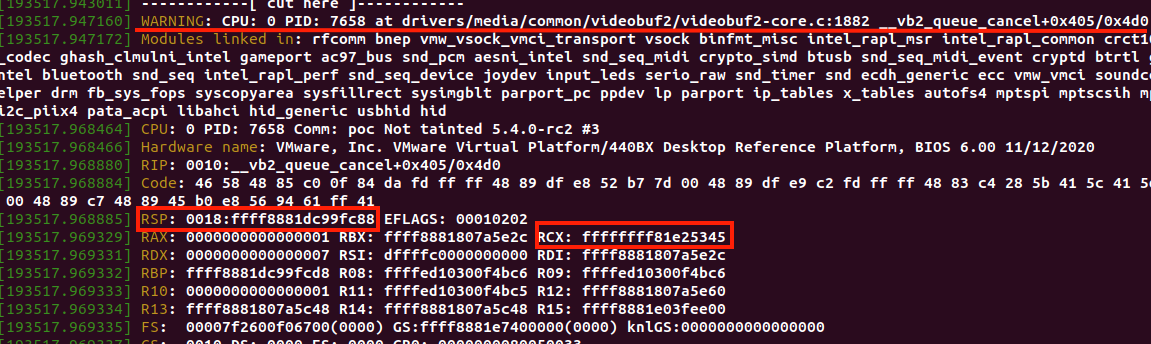 [193517.943011] ------------[ cut here ]------------
[193517.947160] WARNING: CPU: 0 PID: 7658 at drivers/media/common/videobuf2/videobuf2-core.c:1882 __vb2_queue_cancel+0x405/0x4d0
[193517.947172] Modules linked in: rfcomm bnep vmw_vsock_vmci_transport vsock binfmt_misc intel_rapl_msr intel_rapl_common crct10
_codec ghash_clmulni_intel gameport ac97_bus snd_pcm aesni_intel snd_seq_midi crypto_simd btusb snd_seq_midi_event cryptd btrtl
intel bluetooth snd_seq intel_rapl_perf snd_seq_device joydev input_leds serio_raw snd_timer snd ecdh_generic ecc vmw_vmci soundco
elper drm fb_sys_fops syscopyarea sysfillrect sysimgblt parport_pc ppdev lp parport ip_tables x_tables autofs4 mptspi mptscsih
i2c_piix4 pata_acpi libahci hid_generic usbhid hid
[193517.968464] CPU: 0 PID: 7658 Comm: poc Not tainted 5.4.0-rc2 #3
[193517.968466] Hardware name: VMware, Inc. VMware Virtual Platform/440BX Desktop Reference Platform, BIOS 6.00 11/12/2020
[193517.968880] RIP: 0010:__vb2_queue_cancel+0x405/0x4d0
[193517.968884] Code: 46 58 48 85 c0 0f 84 da fd ff ff 48 89 df e8 52 b7 7d 00 48 89 df e9 c2 fd ff ff 48 83 c4 28 5b 41 5c 41
00 48 89 c7 48 89 45 b0 e8 56 94 61 ff 41
[193517.968885] RSP: 0018:ffff8881dc99fc88 EFLAGS: 00010202
[193517.969329] RAX: 0000000000000001 RBX: ffff8881807a5e2c RCX: ffffffff81e25345
[193517.969331] RDX: 0000000000000007 RSI: dffffc0000000000 RDI: ffff8881807a5e2c
[193517.969332] RBP: ffff8881dc99fcd8 R08: ffffed10300f4bc6 R09: ffffed10300f4bc6
[193517.969333] R10: 0000000000000001 R11: ffffed10300f4bc5 R12: ffff8881807a5e60
[193517.969334] R13: ffff8881807a5c48 R14: ffff8881807a5c48 R15: ffff8881e03fee00
[193517.969335] FS:  00007f2600f06700(0000) GS:ffff8881e7400000(0000) knlGS:0000000000000000